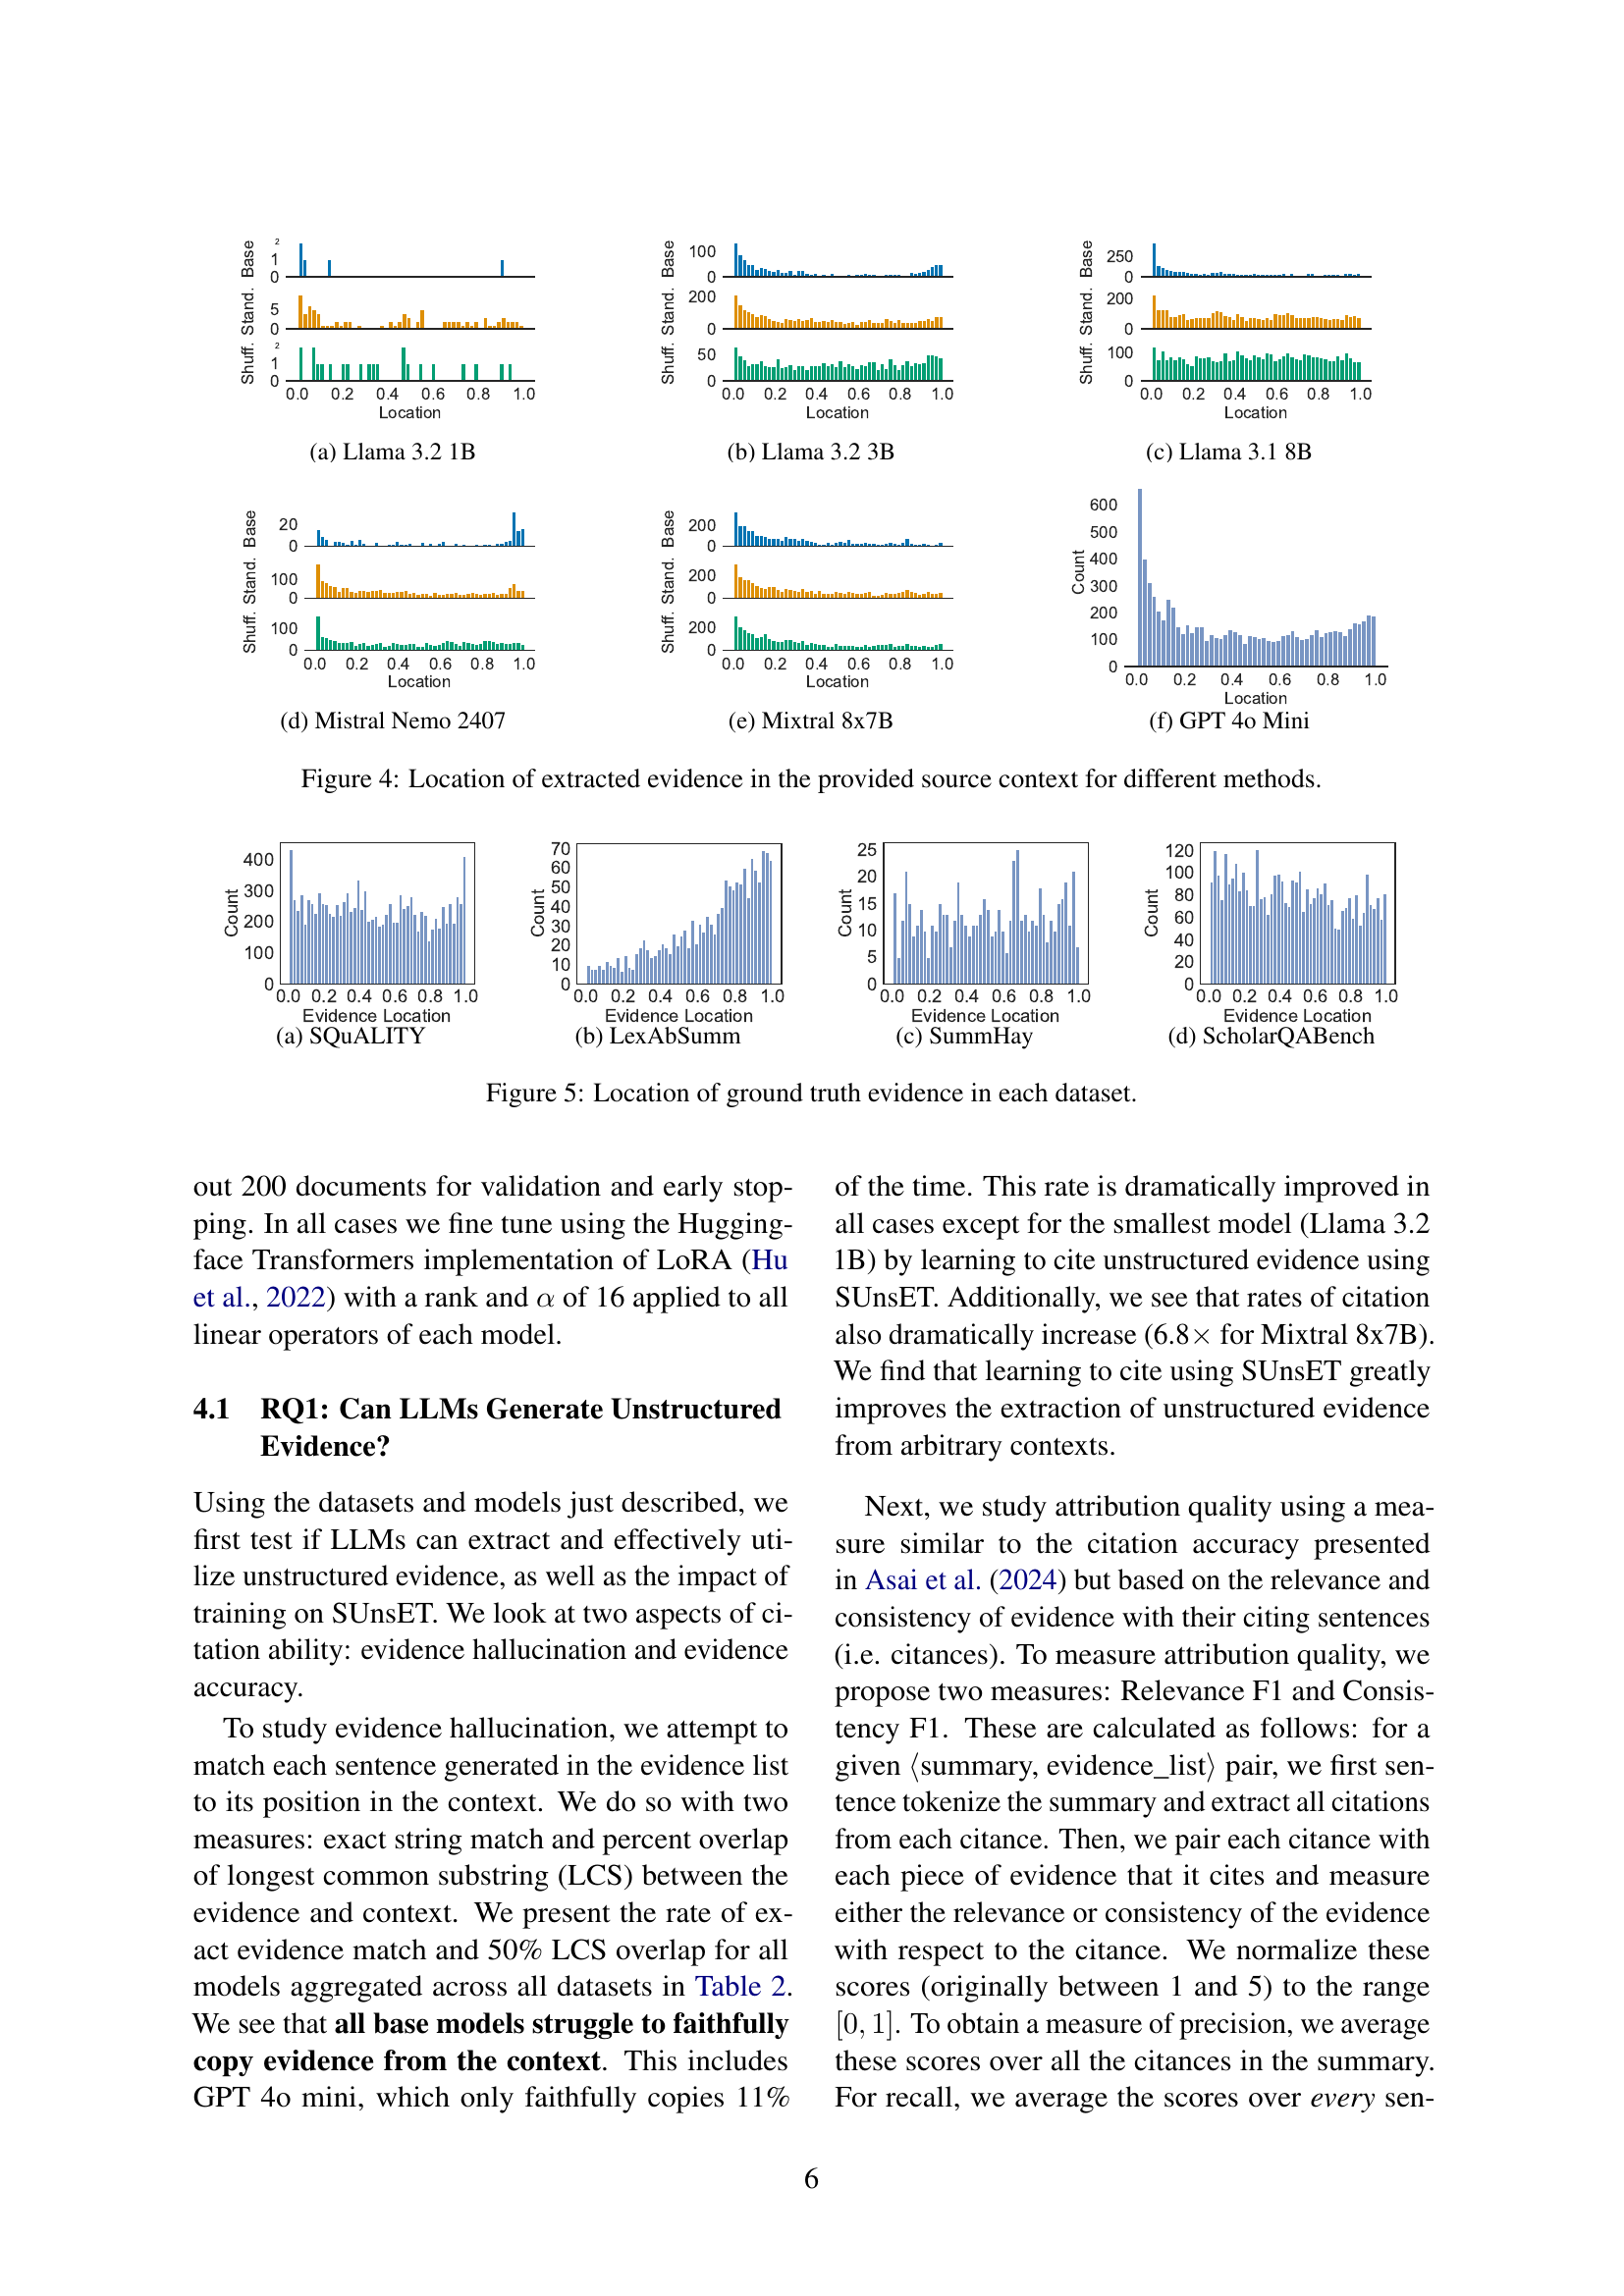 Base
2
1
0
Stand.
5
0
Shuff.
2
1
0
0.0 0.2 0.4 0.6 0.8 1.0
Location
(a) Llama 3.2 1B
Base
100
0
Stand.
200
0
Shuff.
50
0
0.0 0.2 0.4 0.6 0.8 1.0
Location
(b) Llama 3.2 3B
Base
250
0
Stand.
200
0
Shuff.
100
0
0.0 0.2 0.4 0.6 0.8 1.0
Location
(c) Llama 3.1 8B
Base
20
0
Stand.
100
0
Shuff.
100
0
0.0 0.2 0.4 0.6 0.8 1.0
Location
(d) Mistral Nemo 2407
Base
200
0
Stand.
200
0
Shuff.
200
0
0.0 0.2 0.4 0.6 0.8 1.0
Location
(e) Mixtral 8x7B
Count
600
500
400
300
200
100
0
0.0 0.2 0.4 0.6 0.8 1.0
Location
(f) GPT 4o Mini
Figure 4: Location of extracted evidence in the provided source context for different methods.
Count
400
300
200
100
0
0.0 0.2 0.4 0.6 0.8 1.0
Evidence Location
(a) SQuALITY
Count
70
60
50
40
30
20
10
0
0.0 0.2 0.4 0.6 0.8 1.0
Evidence Location
(b) LexAbSumm
Count
25
20
15
10
5
0
0.0 0.2 0.4 0.6 0.8 1.0
Evidence Location
(c) SummHay
Count
120
100
80
60
40
20
0
0.0 0.2 0.4 0.6 0.8 1.0
Evidence Location
(d) ScholarQABench
Figure 5: Location of ground truth evidence in each dataset.
out 200 documents for validation and early stop-
ping. In all cases we fine tune using the Hugging-
face Transformers implementation of LoRA (Hu
et al., 2022) with a rank and α of 16 applied to all
linear operators of each model.
4.1 RQ1: Can LLMs Generate Unstructured
Evidence?
Using the datasets and models just described, we
first test if LLMs can extract and effectively uti-
lize unstructured evidence, as well as the impact of
training on SUnsET. We look at two aspects of ci-
tation ability: evidence hallucination and evidence
accuracy.
To study evidence hallucination, we attempt to
match each sentence generated in the evidence list
to its position in the context. We do so with two
measures: exact string match and percent overlap
of longest common substring (LCS) between the
evidence and context. We present the rate of ex-
act evidence match and 50% LCS overlap for all
models aggregated across all datasets in Table 2.
We see that all base models struggle to faithfully
copy evidence from the context. This includes
GPT 4o mini, which only faithfully copies 11%
of the time. This rate is dramatically improved in
all cases except for the smallest model (Llama 3.2
1B) by learning to cite unstructured evidence using
SUnsET. Additionally, we see that rates of citation
also dramatically increase (6.8× for Mixtral 8x7B).
We find that learning to cite using SUnsET greatly
improves the extraction of unstructured evidence
from arbitrary contexts.
Next, we study attribution quality using a mea-
sure similar to the citation accuracy presented
in Asai et al. (2024) but based on the relevance and
consistency of evidence with their citing sentences
(i.e. citances). To measure attribution quality, we
propose two measures: Relevance F1 and Consis-
tency F1. These are calculated as follows: for a
given ⟨summary, evidence_list⟩ pair, we first sen-
tence tokenize the summary and extract all citations
from each citance. Then, we pair each citance with
each piece of evidence that it cites and measure
either the relevance or consistency of the evidence
with respect to the citance. We normalize these
scores (originally between 1 and 5) to the range
[0, 1]. To obtain a measure of precision, we average
these scores over all the citances in the summary.
For recall, we average the scores over every sen-
6